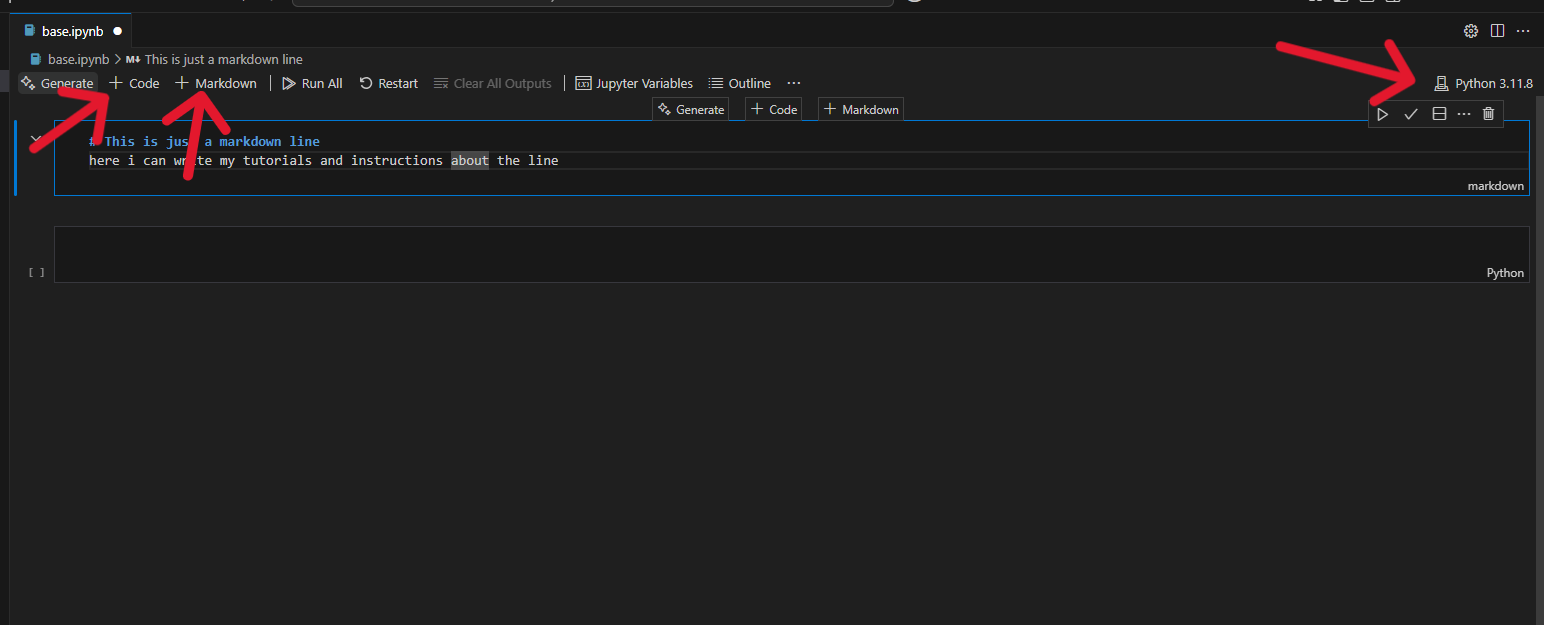 base.ipynb
base.ipynb > M↓ This is just a markdown line
Generate + Code + Markdown Run All Restart Clear All Outputs Jupyter Variables Outline ... Python 3.11.8
Generate + Code + Markdown
# This is just a markdown line
here i can write my tutorials and instructions about the line
markdown
[ ]
Python